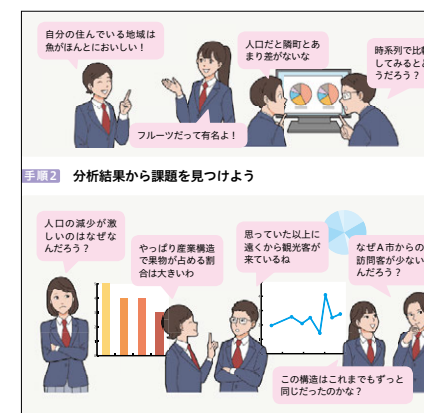 自分の住んでいる地域は
魚がほんとにおいしい！
フルーツだって有名よ！
人口だと隣町とあ
まり差がないな
時系列で比
してみると
うだろう？
手順2 分析結果から課題を見つけよう
人口の減少が激
しいのはなぜな
んだろう？
やっぱり産業構造
で果物が占める割
合は大きいわ
思っていた以上に
遠くから観光客が
来ているね
なぜA市からの
訪問客が少ない
んだろう？
この構造はこれまでもずっと
同じだったのかな？